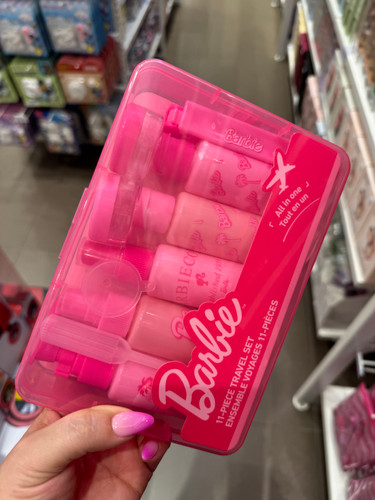 Barbie
All in one
Tout en un
Barbie
11-PIECE TRAVEL SET
ENSEMBLE VOYAGES 11-PIÈCES